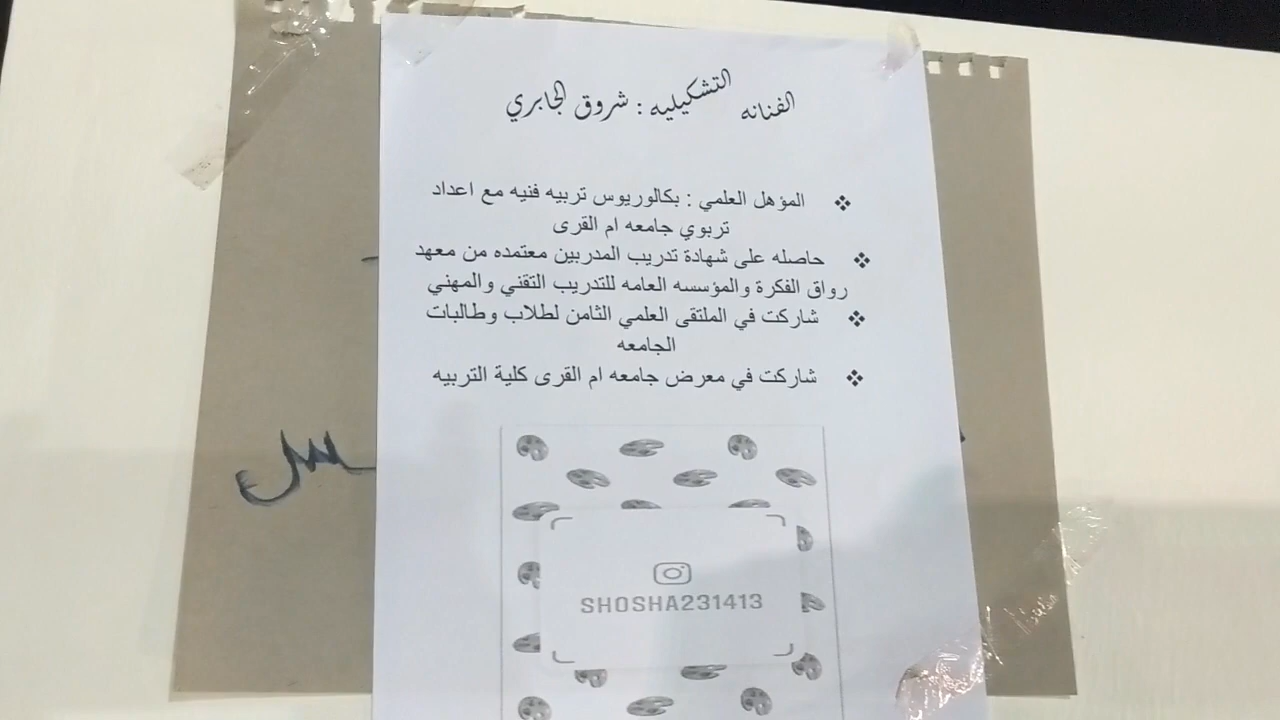 الفنانه التشكيليه : شروق الجابري
❖ المؤهل العلمي : بكالوريوس تربيه فنيه مع اعداد
تربوي جامعه ام القرى
❖ حاصله على شهادة تدريب المدربين معتمده من معهد
رواق الفكرة والمؤسسه العامه للتدريب التقني والمهني
❖ شاركت في الملتقى العلمي الثامن لطلاب وطالبات
الجامعه
❖ شاركت في معرض جامعه ام القرى كلية التربيه
SHOSHA231413